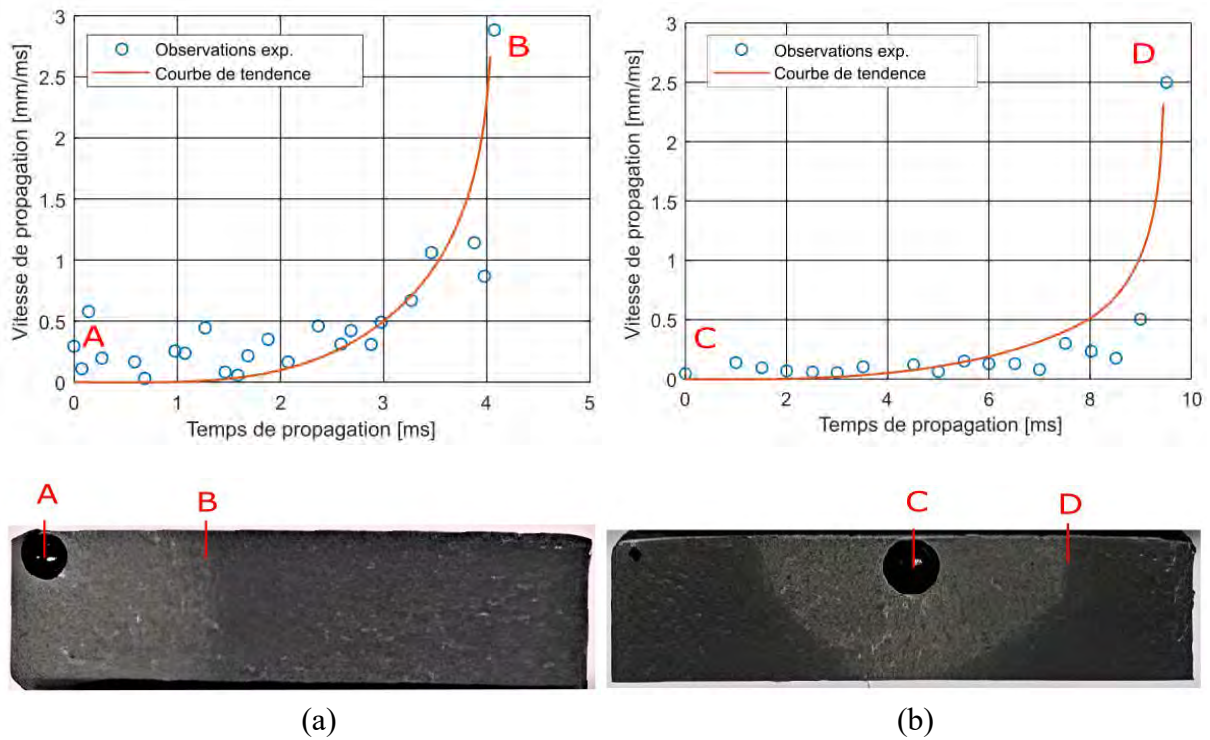 3
2.5
2
1.5
1
0.5
0
Vitesse de propagation [mm/ms]
Observations exp.
Courbe de tendence
A
B
0 1 2 3 4 5
Temps de propagation [ms]
3
2.5
2
1.5
1
0.5
0
Vitesse de propagation [mm/ms]
Observations exp.
Courbe de tendence
C
D
0 2 4 6 8 10
Temps de propagation [ms]
A B
C D
(a)
(b)